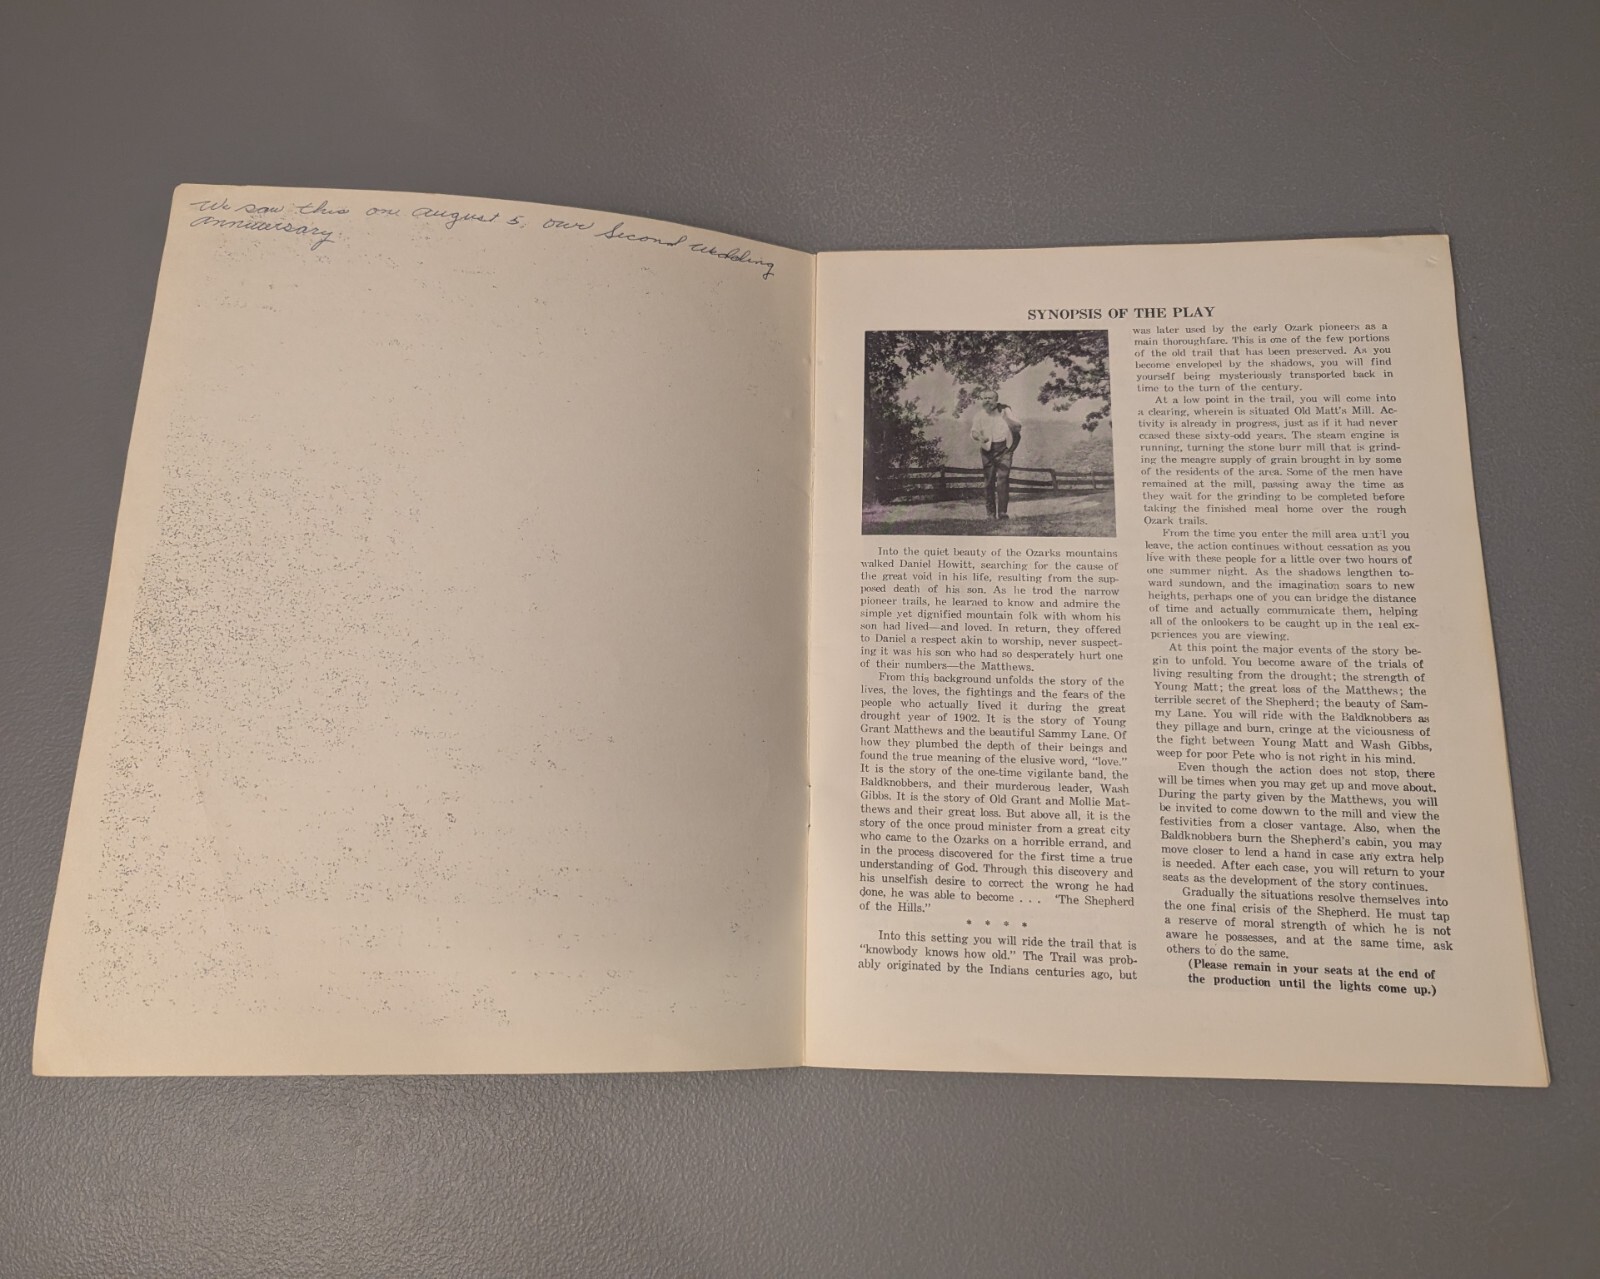 We saw this on August 5, our Second Wedding
Anniversary
SYNOPSIS OF THE PLAY
Into the quiet beauty of the Ozarks mountains
walked Daniel Howitt, searching for the cause of
the great void in his life, resulting from the sup-
posed death of his son. As he trod the narrow
pioneer trails, he learned to know and admire the
simple yet dignified mountain folk with whom his
son had lived—and loved. In return, they offered
to Daniel a respect akin to worship, never suspect-
ing it was his son who had so desperately hurt one
of their numbers—the Matthews.
From this background unfolds the story of the
lives, the loves, the fightings and the fears of the
people who actually lived it during the great
drought year of 1902. It is the story of Young
Grant Matthews and the beautiful Sammy Lane. Of
how they plumbed the depth of their beings and
found the true meaning of the elusive word, "love."
It is the story of the one-time vigilante band, the
Baldknobbers, and their murderous leader, Wash
Gibbs. It is the story of Old Grant and Mollie Mat-
thews and their great loss. But above all, it is the
story of the once proud minister from a great city
who came to the Ozarks on a horrible errand, and
in the process discovered for the first time a true
understanding of God. Through this discovery and
his unselfish desire to correct the wrong he had
done, he was able to become . . . 'The Shepherd
of the Hills."
* * * *
Into this setting you will ride the trail that is
"knowbody knows how old." The Trail was prob-
ably originated by the Indians centuries ago, but
was later used by the early Ozark pioneers as a
main thoroughfare. This is one of the few portions
of the old trail that has been preserved. As you
become enveloped by the shadows, you will find
yourself being mysteriously transported back in
time to the turn of the century.
At a low point in the trail, you will come into
a clearing, wherein is situated Old Matt's Mill. Ac-
tivity is already in progress, just as if it had never
ceased these sixty-odd years. The steam engine is
running, turning the stone burr mill that is grind-
ing the meagre supply of grain brought in by some
of the residents of the area. Some of the men have
remained at the mill, passing away the time as
they wait for the grinding to be completed before
taking the finished meal home over the rough
Ozark trails.
From the time you enter the mill area until you
leave, the action continues without cessation as you
live with these people for a little over two hours of
one summer night. As the shadows lengthen to-
ward sundown, and the imagination soars to new
heights, perhaps one of you can bridge the distance
of time and actually communicate them, helping
all of the onlookers to be caught up in the real ex-
periences you are viewing.
At this point the major events of the story be-
gin to unfold. You become aware of the trials of
living resulting from the drought; the strength of
Young Matt; the great loss of the Matthews; the
terrible secret of the Shepherd; the beauty of Sam-
my Lane. You will ride with the Baldknobbers as
they pillage and burn, cringe at the viciousness of
the fight between Young Matt and Wash Gibbs,
weep for poor Pete who is not right in his mind.
Even though the action does not stop, there
will be times when you may get up and move about.
During the party given by the Matthews, you will
be invited to come dowwn to the mill and view the
festivities from a closer vantage. Also, when the
Baldknobbers burn the Shepherd's cabin, you may
move closer to lend a hand in case any extra help
is needed. After each case, you will return to your
seats as the development of the story continues.
Gradually the situations resolve themselves into
the one final crisis of the Shepherd. He must tap
a reserve of moral strength of which he is not
aware he possesses, and at the same time, ask
others to do the same.
(Please remain in your seats at the end of
the production until the lights come up.)